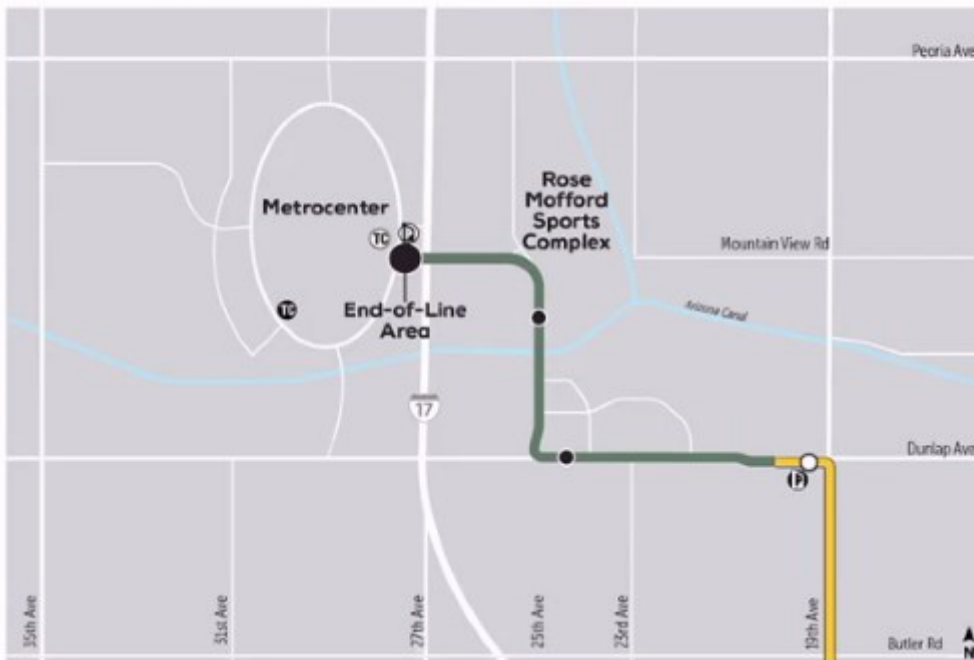 Peoria Ave
Rose
Mofford
Sports
Complex
Metrocenter
TC
P
Mountain View Rd
End-of-Line
Area
TC
Arizona Canal
17
Dunlap Ave
P
35th Ave
31st Ave
27th Ave
25th Ave
23rd Ave
19th Ave
Butler Rd
N